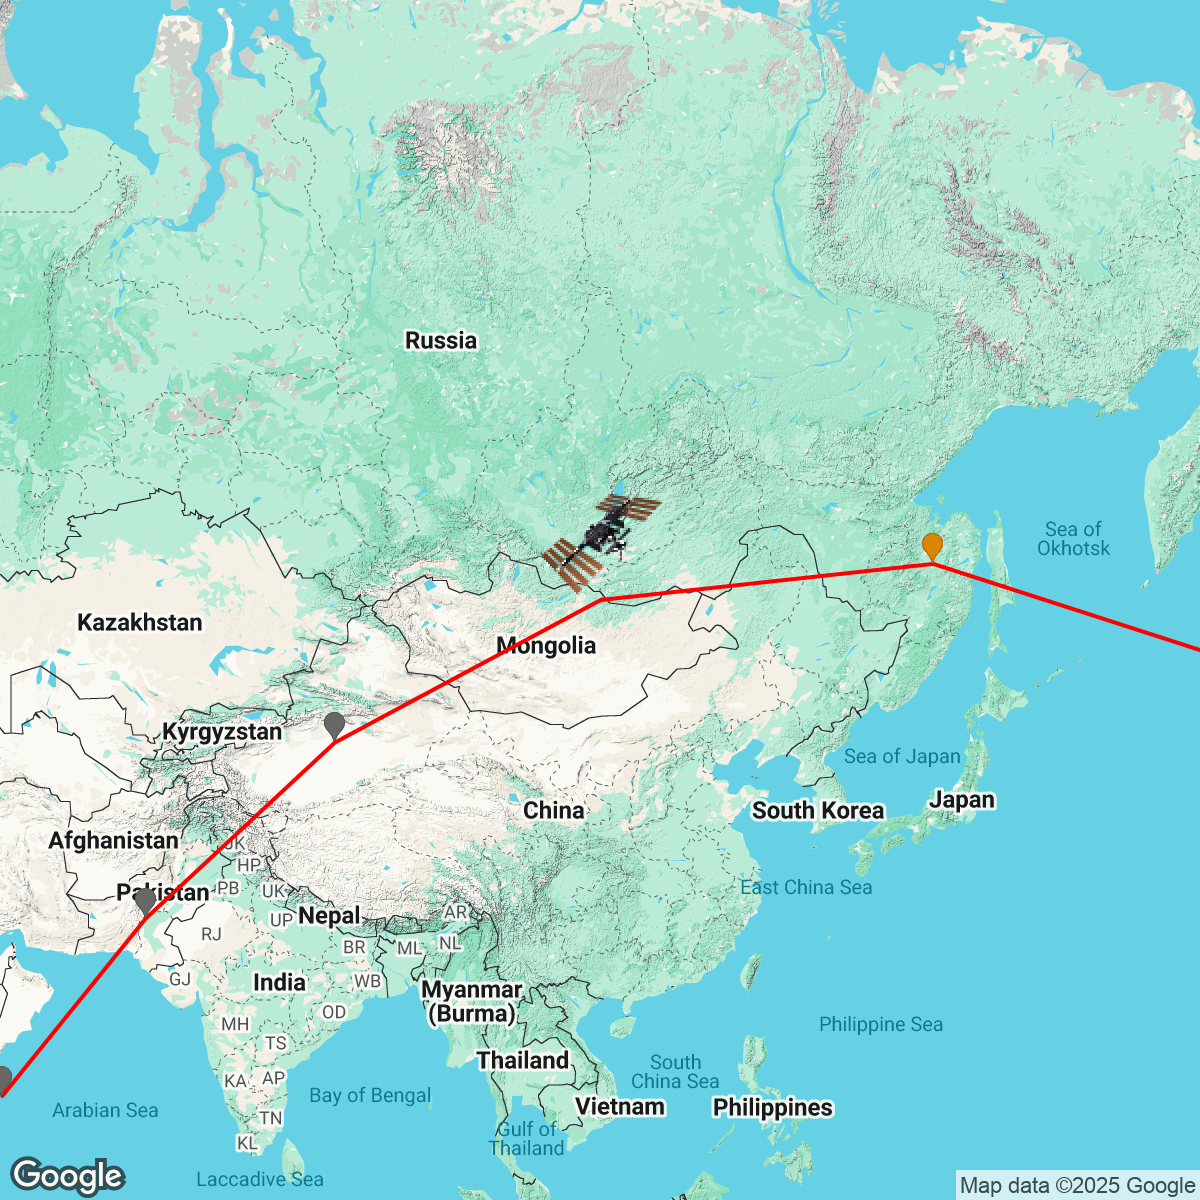 Russia
Sea of
Okhotsk
Kazakhstan
Mongolia
Kyrgyzstan
Sea of Japan
Japan
China
South Korea
Afghanistan
JK
HP
Pakistan
PB
UK
East China Sea
Nepal
AR
UP
RJ
BR
ML
NL
GJ
India
WB
Myanmar
(Burma)
OD
MH
Philippine Sea
TS
Thailand
South
China Sea
KA
AP
Bay of Bengal
Arabian Sea
Vietnam
Philippines
TN
Gulf of
Thailand
KL
Laccadive Sea
Google
Map data ©2025 Google